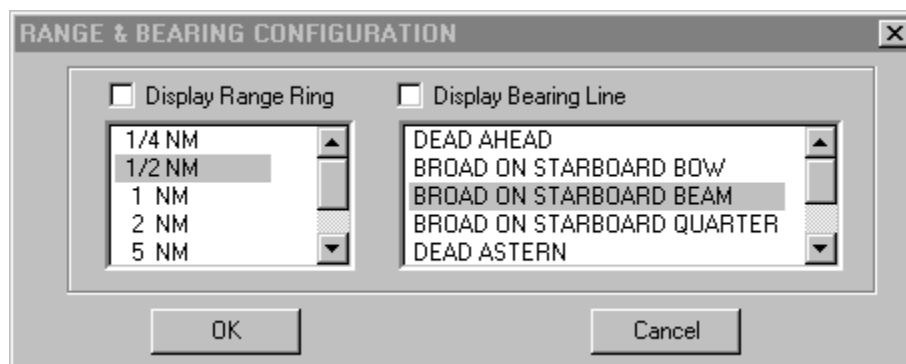 RANGE & BEARING CONFIGURATION
Display Range Ring
1/4 NM
1/2 NM
1 NM
2 NM
5 NM
Display Bearing Line
DEAD AHEAD
BROAD ON STARBOARD BOW
BROAD ON STARBOARD BEAM
BROAD ON STARBOARD QUARTER
DEAD ASTERN
OK
Cancel